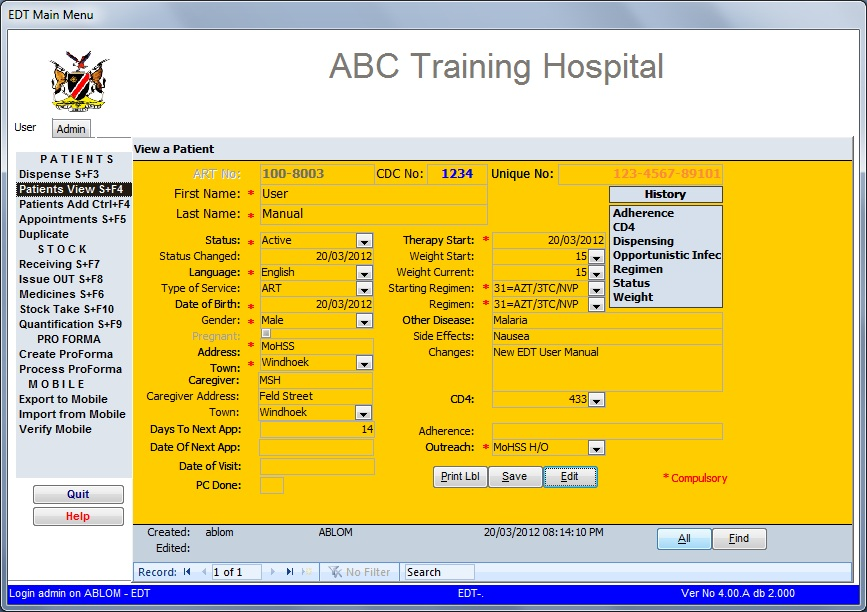 EDT Main Menu
ABC Training Hospital
User
Admin
PATIENTS
Dispense S+F3
Patients View S+F4
Patients Add Ctrl+F4
Appointments S+F5
Duplicate
STOCK
Receiving S+F7
Issue OUT S+F8
Medicines S+F6
Stock Take S+F10
Quantification S+F9
PRO FORMA
Create ProForma
Process ProForma
MOBILE
Export to Mobile
Import from Mobile
Verify Mobile
Quit
Help
View a Patient
ART No: 100-8003 CDC No: 1234 Unique No: 123-4567-89101
First Name: * User
Last Name: * Manual
History
Adherence
CD4
Dispensing
Opportunistic Infec
Regimen
Status
Weight
Status: * Active
Status Changed: 20/03/2012
Language: * English
Type of Service: ART
Date of Birth: * 20/03/2012
Gender: * Male
Pregnant:
Address: * MoHSS
Town: * Windhoek
Caregiver: MSH
Caregiver Address: Feld Street
Town: Windhoek
Days To Next App: 14
Date Of Next App:
Date of Visit:
PC Done:
Therapy Start: * 20/03/2012
Weight Start: 15
Weight Current: 15
Starting Regimen: * 31=AZT/3TC/NVP
Regimen: * 31=AZT/3TC/NVP
Other Disease: Malaria
Side Effects: Nausea
Changes: New EDT User Manual
CD4: 433
Adherence:
Outreach: * MoHSS H/O
Print Lbl Save Edit
* Compulsory
Created: ablom ABLOM 20/03/2012 08:14:10 PM
Edited:
All Find
Record: 1 of 1 No Filter Search
Login admin on ABLOM - EDT EDT-. Ver No 4.00.A db 2.000